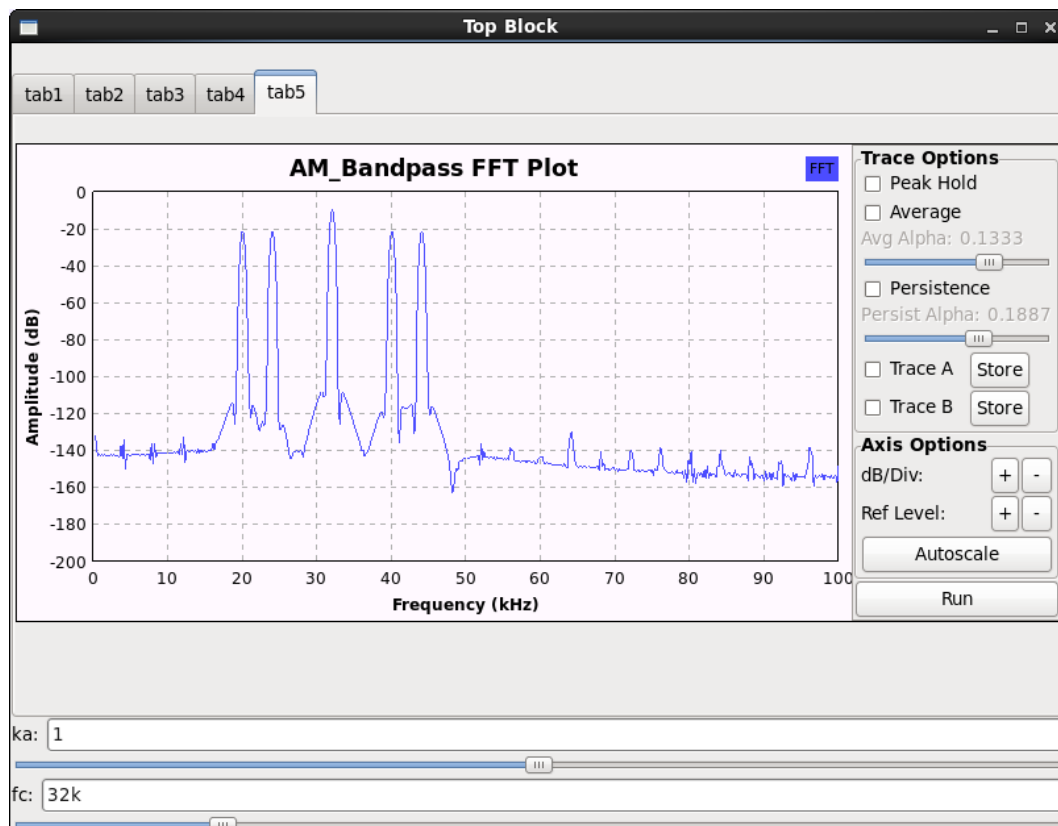 Top Block
tab1 tab2 tab3 tab4 tab5
AM_Bandpass FFT Plot
FFT
0
-20
-40
-60
-80
-100
-120
-140
-160
-180
-200
Amplitude (dB)
0 10 20 30 40 50 60 70 80 90 100
Frequency (kHz)
Trace Options
Peak Hold
Average
Avg Alpha: 0.1333
Persistence
Persist Alpha: 0.1887
Trace A Store
Trace B Store
Axis Options
dB/Div: + -
Ref Level: + -
Autoscale
Run
ka: 1
fc: 32k